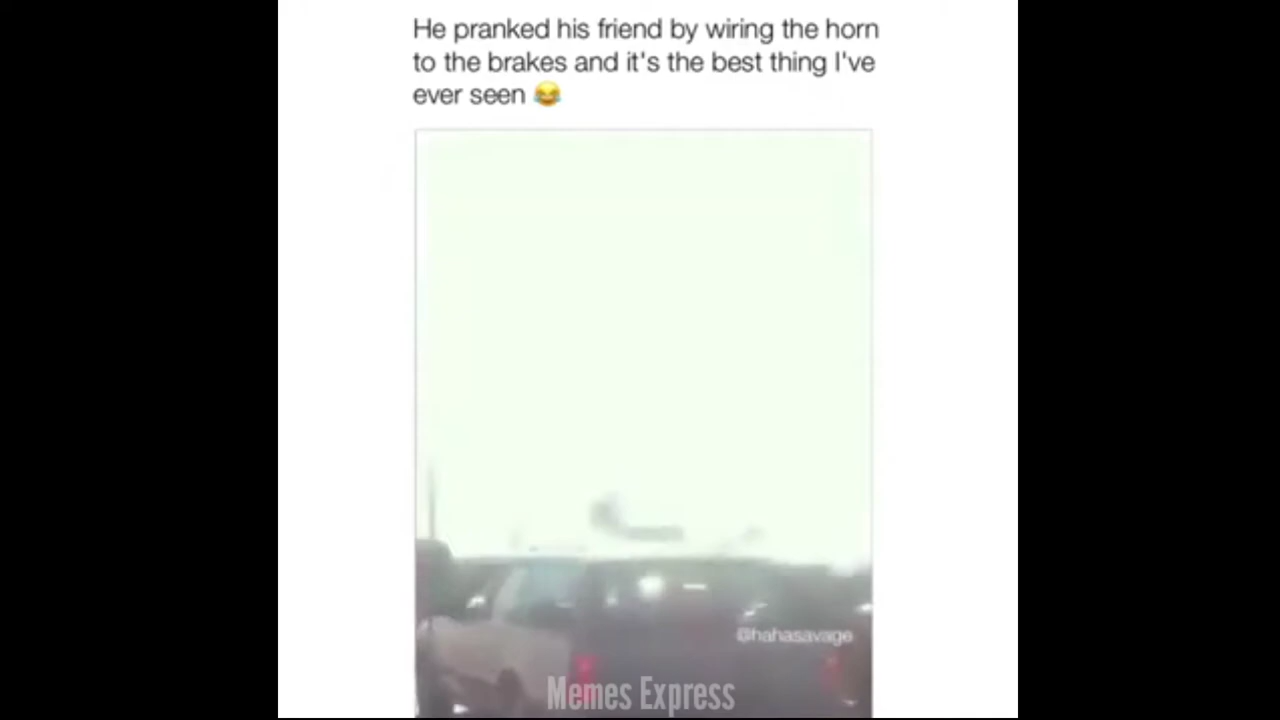 He pranked his friend by wiring the horn
to the brakes and it's the best thing I've
ever seen 😂
@hahasavage
Memes Express